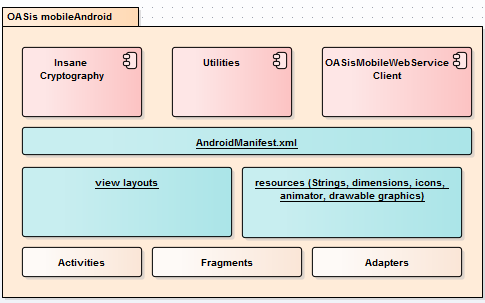 OASis mobileAndroid
Insane
Cryptography
Utilities
OASisMobileWebService
Client
AndroidManifest.xml
view layouts
resources (Strings, dimensions, icons,
animator, drawable graphics)
Activities
Fragments
Adapters